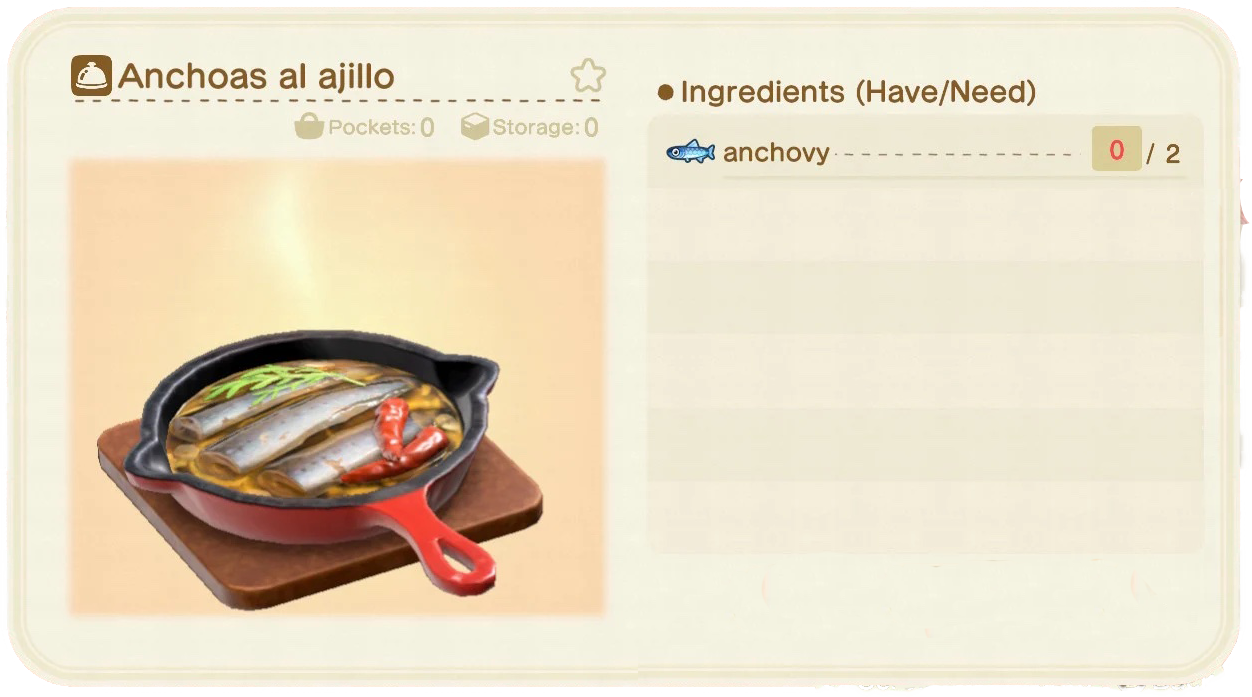 Anchoas al ajillo
Pockets: 0 Storage: 0
Ingredients (Have/Need)
anchovy 0 / 2